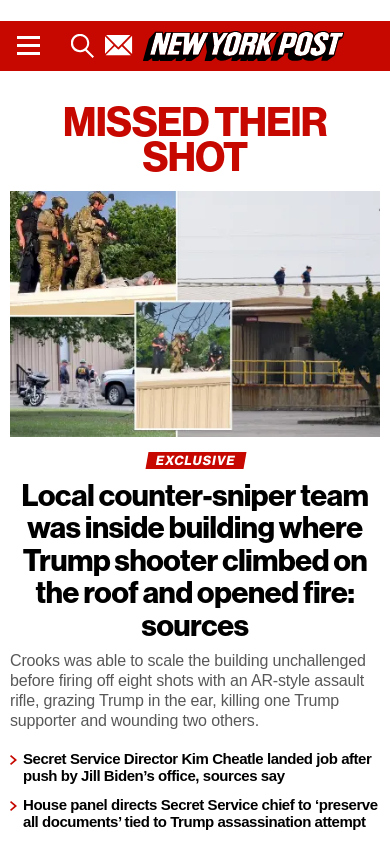 NEW YORK POST
MISSED THEIR
SHOT
EXCLUSIVE
Local counter-sniper team
was inside building where
Trump shooter climbed on
the roof and opened fire:
sources
Crooks was able to scale the building unchallenged
before firing off eight shots with an AR-style assault
rifle, grazing Trump in the ear, killing one Trump
supporter and wounding two others.
Secret Service Director Kim Cheatle landed job after
push by Jill Biden’s office, sources say
House panel directs Secret Service chief to ‘preserve
all documents’ tied to Trump assassination attempt